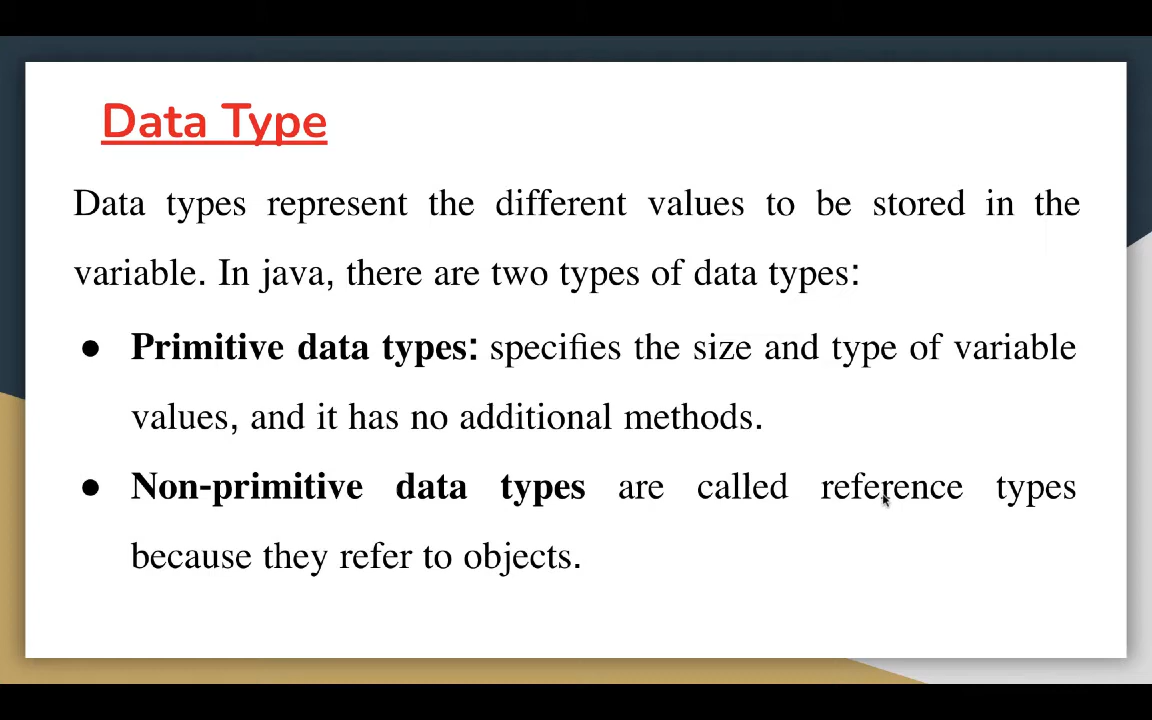 Data Type
Data types represent the different values to be stored in the
variable. In java, there are two types of data types:
● Primitive data types: specifies the size and type of variable
values, and it has no additional methods.
● Non-primitive data types are called reference types
because they refer to objects.